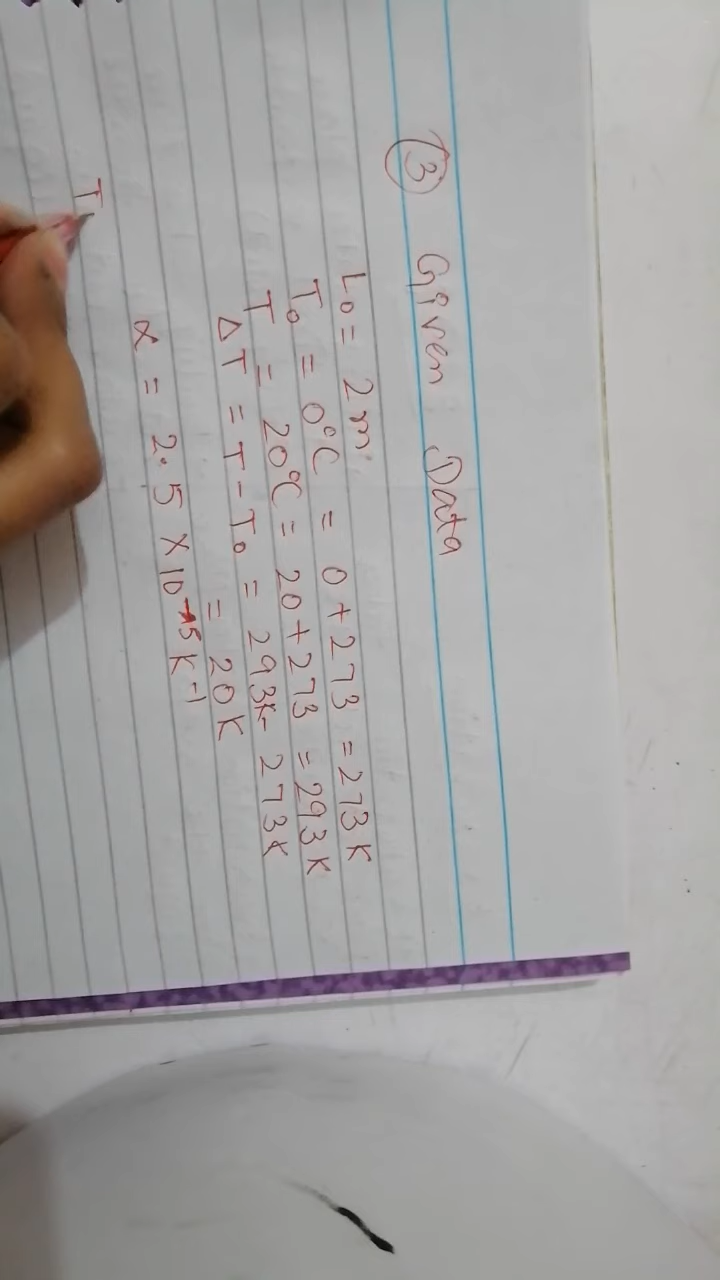 ③ Given Data
L₀ = 2m
T₀ = 0°C = 0 + 273 = 273 K
T = 20°C = 20 + 273 = 293 K
ΔT = T - T₀ = 293K - 273K
= 20 K
α = 2.5 × 10⁻⁵ K⁻¹
T